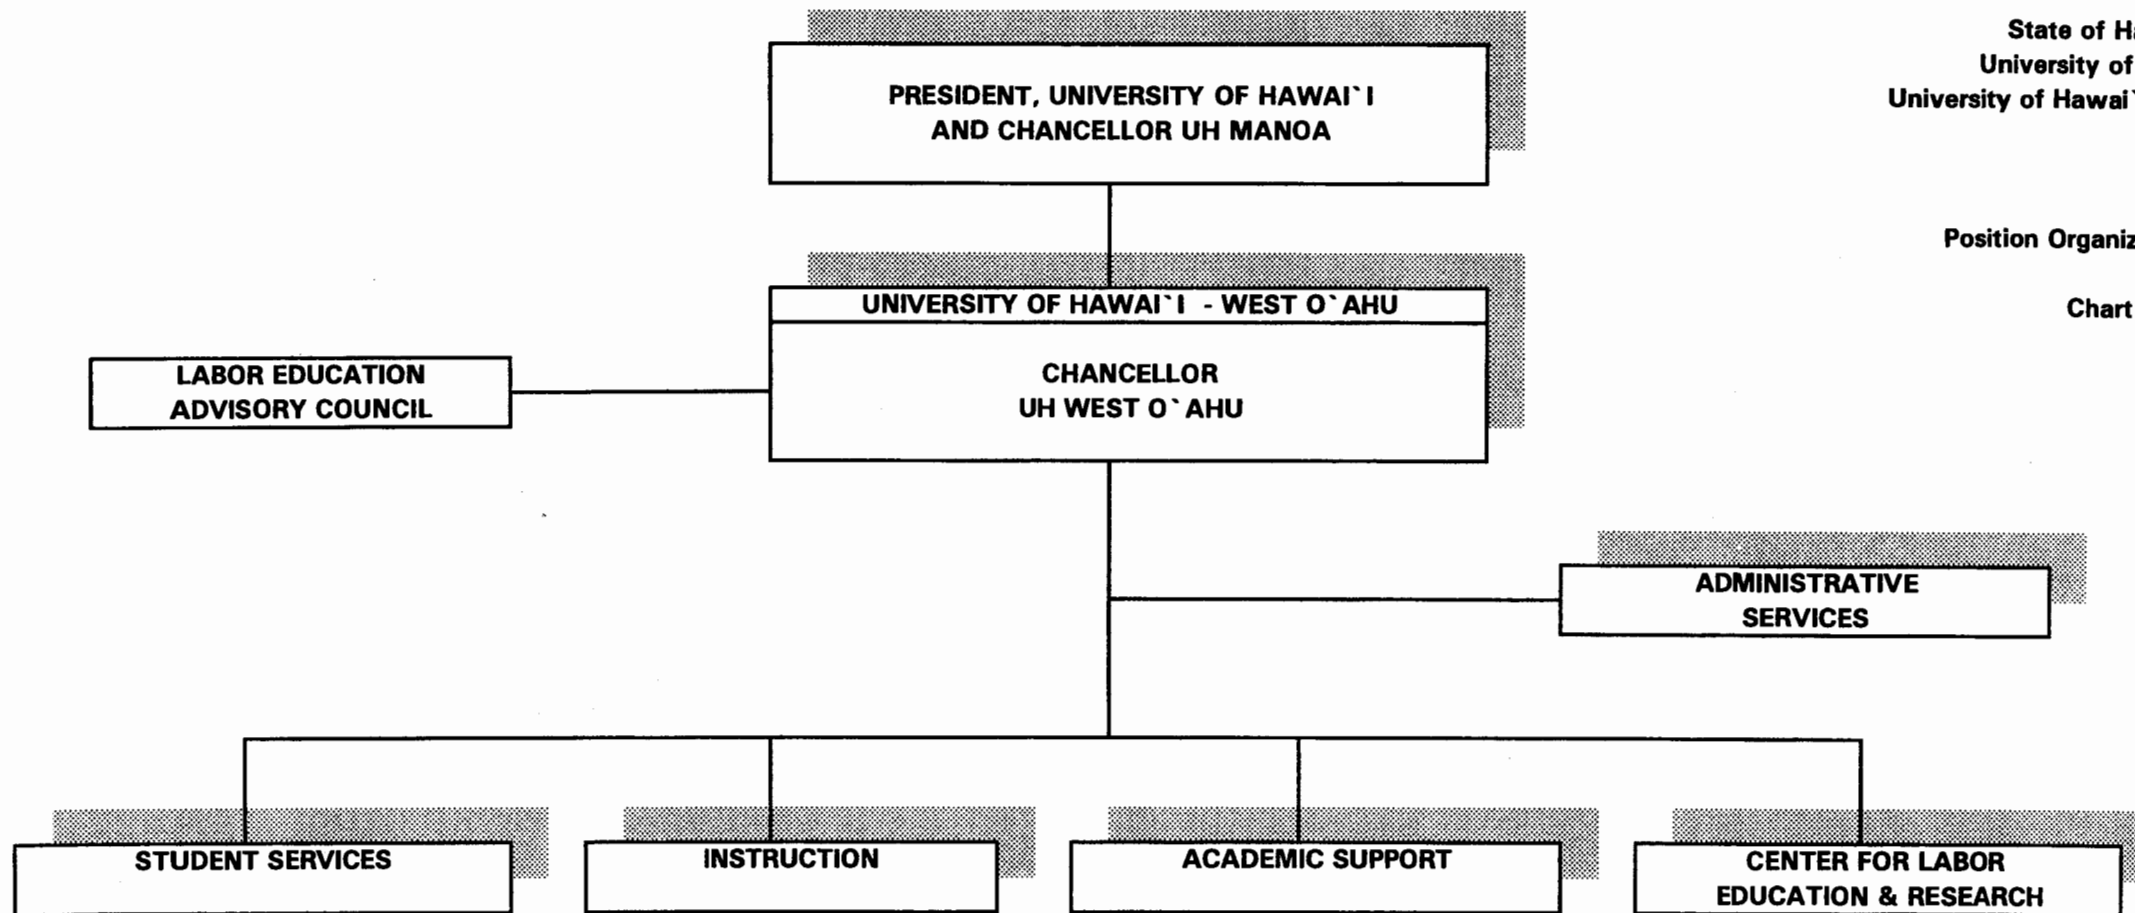 State of
University of
University of Hawai`
PRESIDENT, UNIVERSITY OF HAWAI`I
AND CHANCELLOR UH MANOA
Position
Chart
UNIVERSITY OF HAWAI`I - WEST O`AHU
CHANCELLOR
UH WEST O`AHU
LABOR EDUCATION
ADVISORY COUNCIL
ADMINISTRATIVE
SERVICES
STUDENT SERVICES
INSTRUCTION
ACADEMIC SUPPORT
CENTER FOR LABOR
EDUCATION & RESEARCH